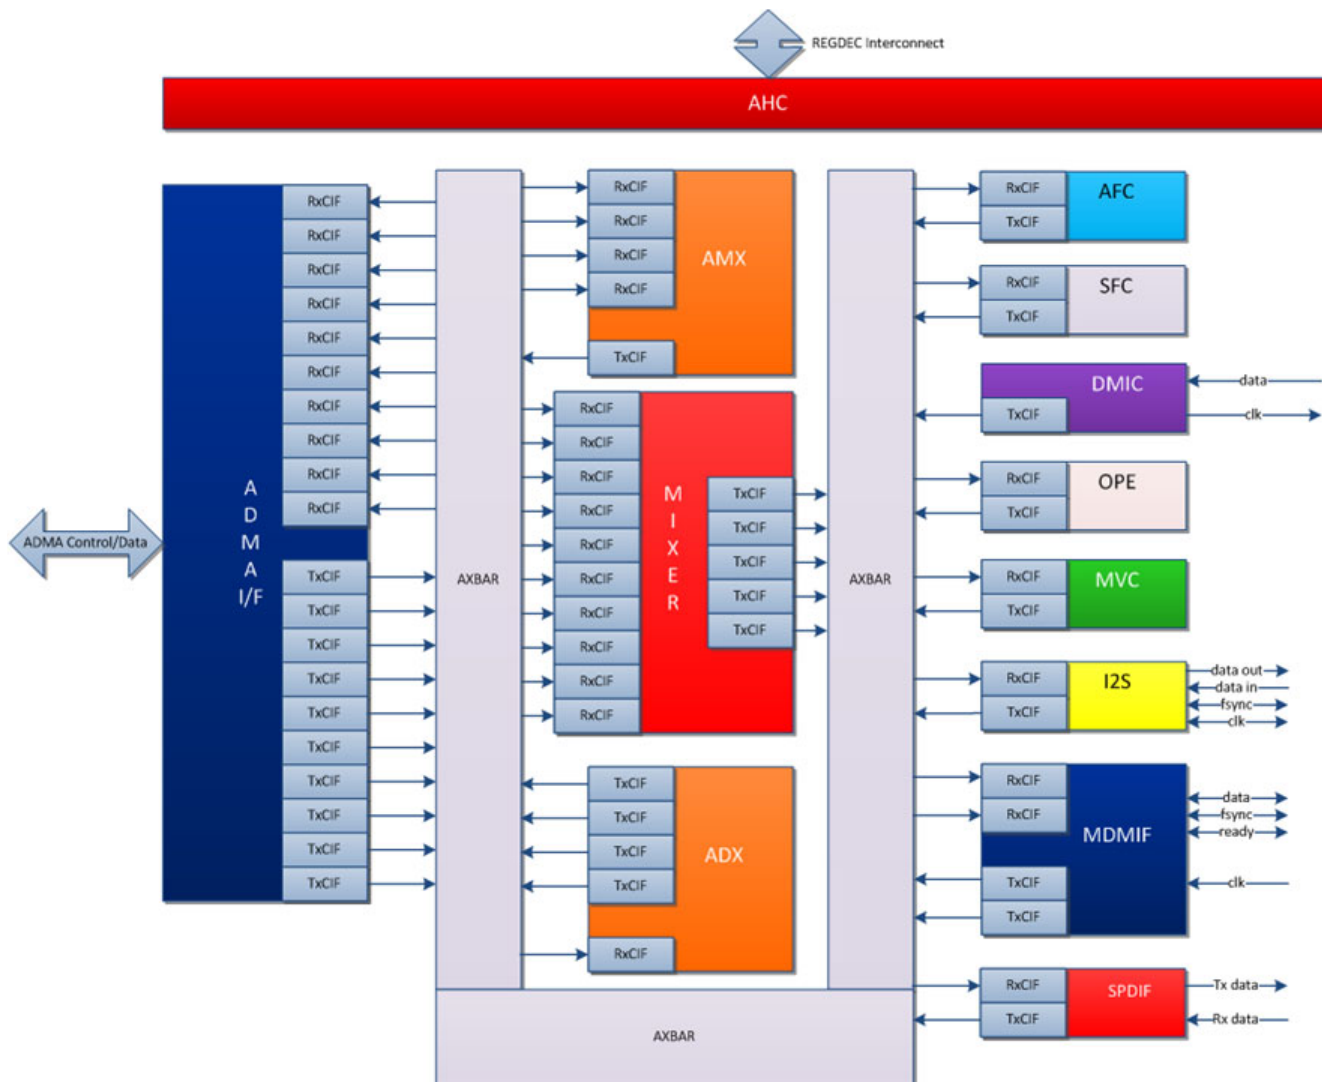 REGDEC Interconnect
AHC
ADMA Control/Data
A
D
M
A
I/F
RxCIF
RxCIF
RxCIF
RxCIF
RxCIF
RxCIF
RxCIF
RxCIF
RxCIF
RxCIF
TxCIF
TxCIF
TxCIF
TxCIF
TxCIF
TxCIF
TxCIF
TxCIF
TxCIF
TxCIF
AXBAR
RxCIF
RxCIF
RxCIF
RxCIF
TxCIF
AMX
RxCIF
RxCIF
RxCIF
RxCIF
RxCIF
RxCIF
RxCIF
RxCIF
RxCIF
RxCIF
M
I
X
E
R
TxCIF
TxCIF
TxCIF
TxCIF
TxCIF
TxCIF
TxCIF
TxCIF
TxCIF
RxCIF
ADX
AXBAR
AXBAR
RxCIF
TxCIF
AFC
RxCIF
TxCIF
SFC
TxCIF
DMIC
data
clk
RxCIF
TxCIF
OPE
RxCIF
TxCIF
MVC
RxCIF
TxCIF
I2S
data out
data in
fsync
clk
RxCIF
RxCIF
TxCIF
TxCIF
MDMIF
data
fsync
ready
clk
RxCIF
TxCIF
SPDIF
Tx data
Rx data